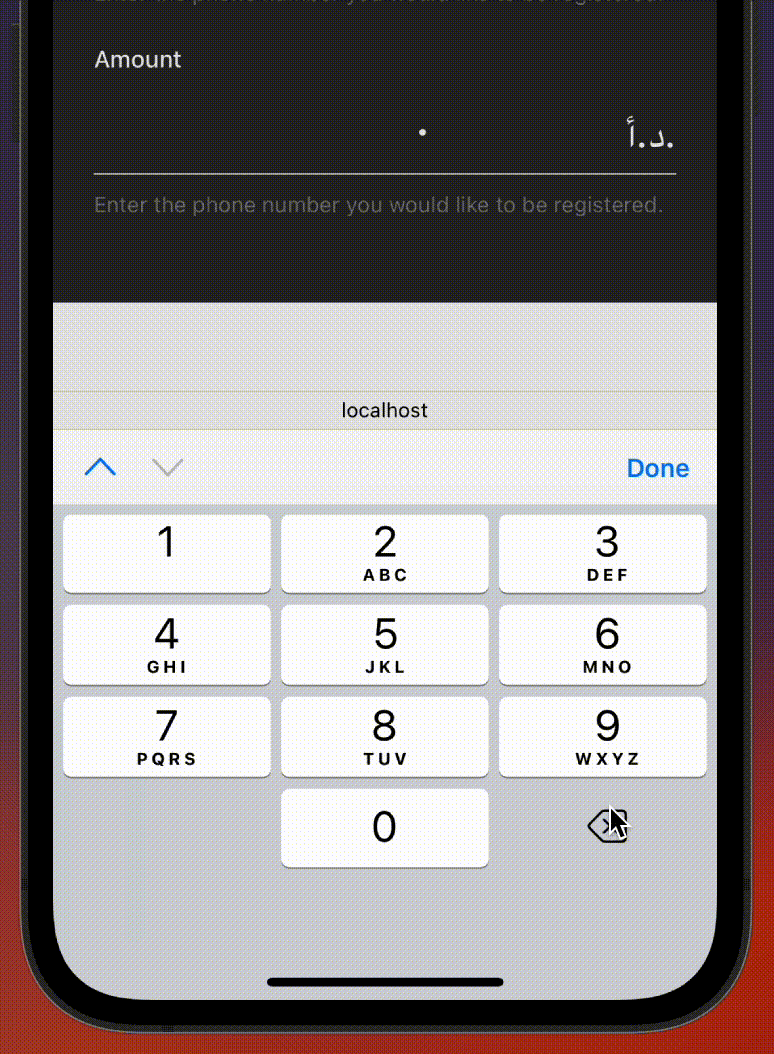 Amount
٠ د.أ.
Enter the phone number you would like to be registered.
localhost
Done
1 2 3
ABC DEF
4 5 6
GHI JKL MNO
7 8 9
PQRS TUV WXYZ
0